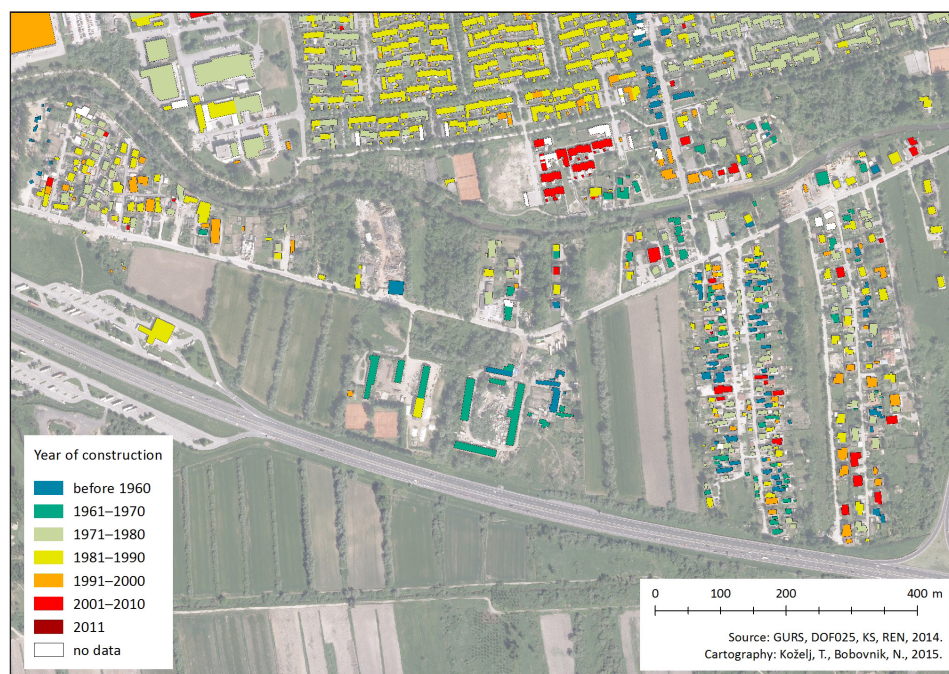 Year of construction
before 1960
1961–1970
1971–1980
1981–1990
1991–2000
2001–2010
2011
no data
0 100 200 400 m
Source: GURS, DOF025, KS, REN, 2014.
Cartography: Koželj, T., Bobovnik, N., 2015.